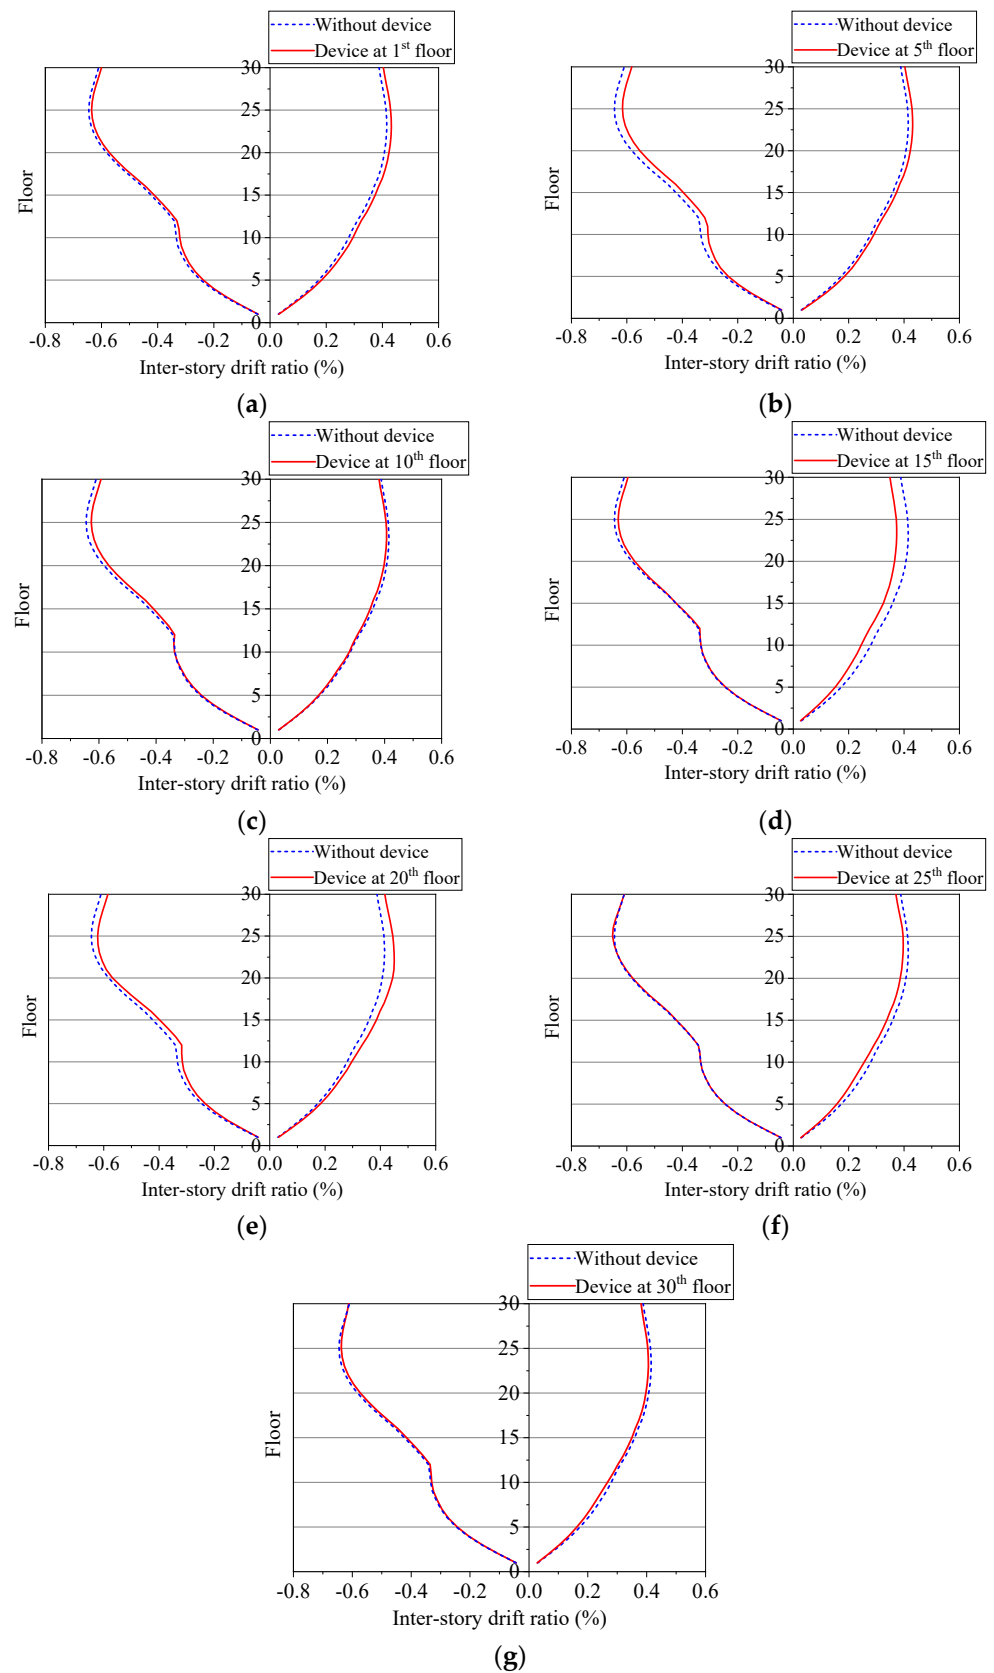 Without device
Device at 1st floor
30
25
20
15
10
5
0
Floor
-0.8 -0.6 -0.4 -0.2 0.0 0.2 0.4 0.6
Inter-story drift ratio (%)
(a)
Without device
Device at 5th floor
30
25
20
15
10
5
0
Floor
-0.8 -0.6 -0.4 -0.2 0.0 0.2 0.4 0.6
Inter-story drift ratio (%)
(b)
Without device
Device at 10th floor
30
25
20
15
10
5
0
Floor
-0.8 -0.6 -0.4 -0.2 0.0 0.2 0.4 0.6
Inter-story drift ratio (%)
(c)
Without device
Device at 15th floor
30
25
20
15
10
5
0
Floor
-0.8 -0.6 -0.4 -0.2 0.0 0.2 0.4 0.6
Inter-story drift ratio (%)
(d)
Without device
Device at 20th floor
30
25
20
15
10
5
0
Floor
-0.8 -0.6 -0.4 -0.2 0.0 0.2 0.4 0.6
Inter-story drift ratio (%)
(e)
Without device
Device at 25th floor
30
25
20
15
10
5
0
Floor
-0.8 -0.6 -0.4 -0.2 0.0 0.2 0.4 0.6
Inter-story drift ratio (%)
(f)
Without device
Device at 30th floor
30
25
20
15
10
5
0
Floor
-0.8 -0.6 -0.4 -0.2 0.0 0.2 0.4 0.6
Inter-story drift ratio (%)
(g)